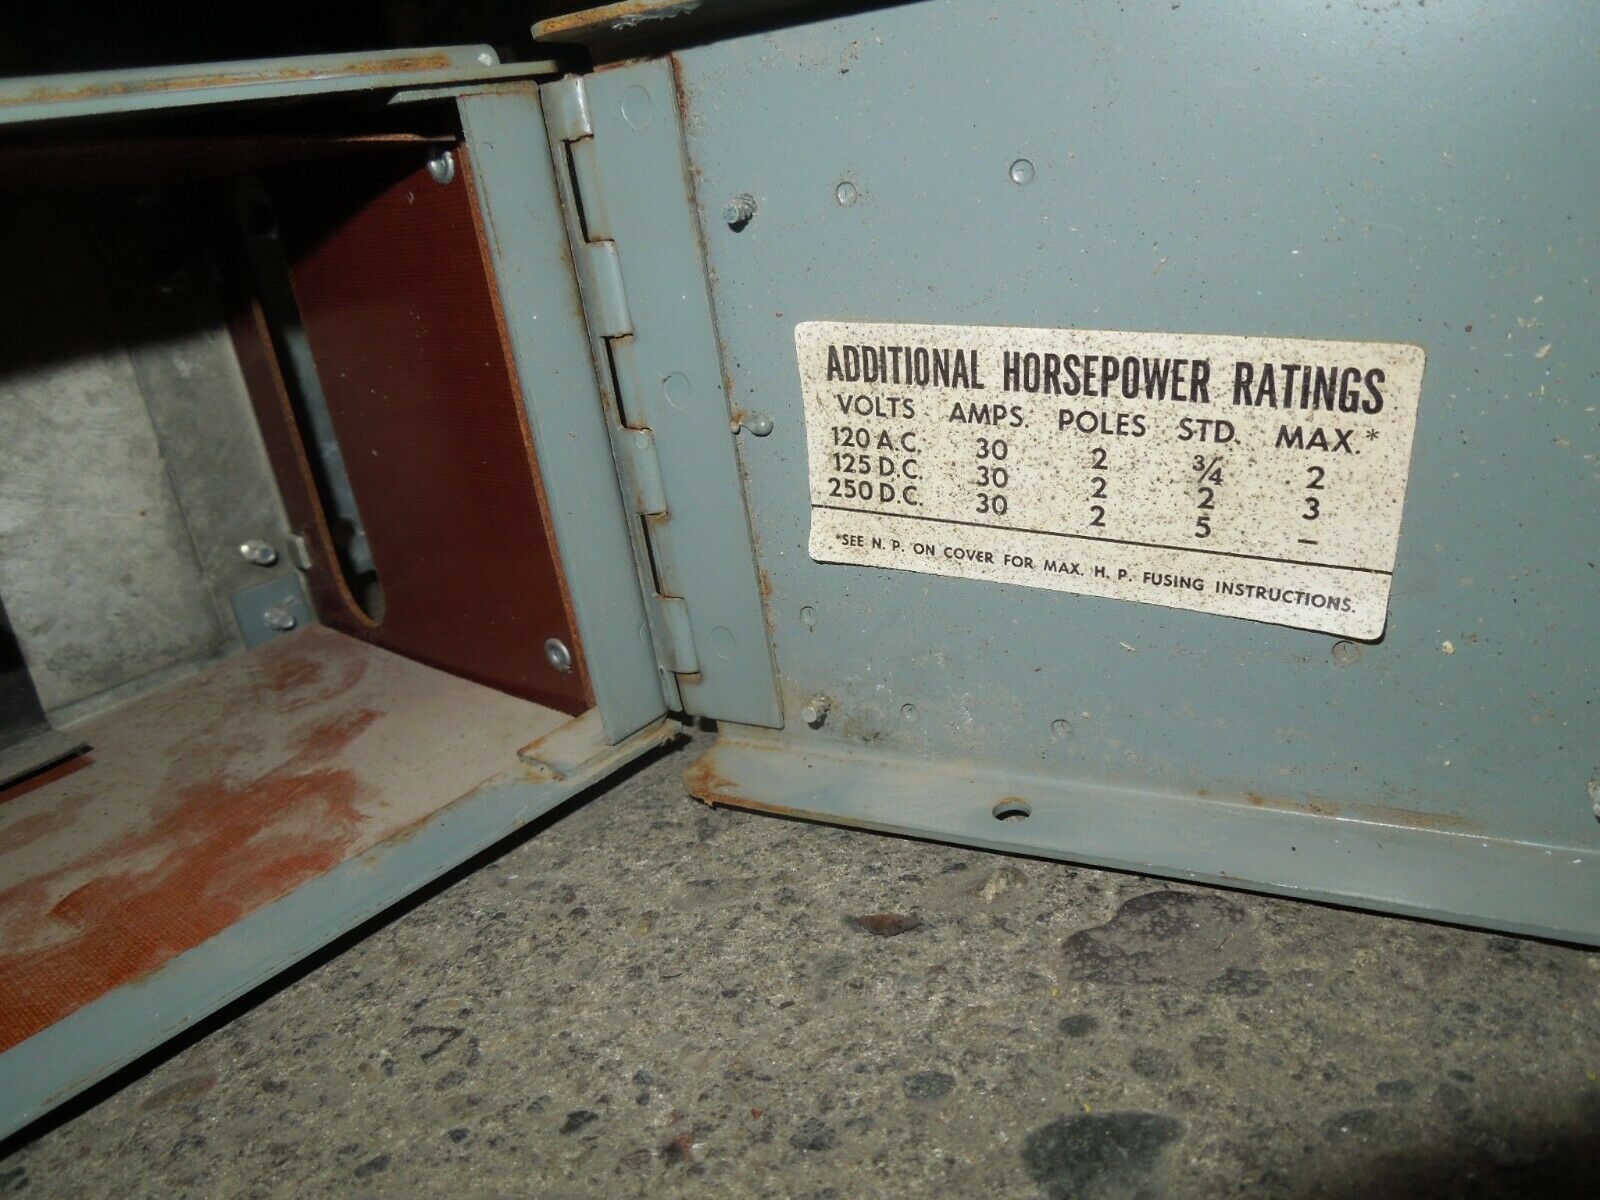 ADDITIONAL HORSEPOWER RATINGS
VOLTS AMPS. POLES STD. MAX.*
120 A.C. 30 2 3/4 2
125 D.C. 30 2 2 3
250 D.C. 30 2 5 –
*SEE N. P. ON COVER FOR MAX. H. P. FUSING INSTRUCTIONS.